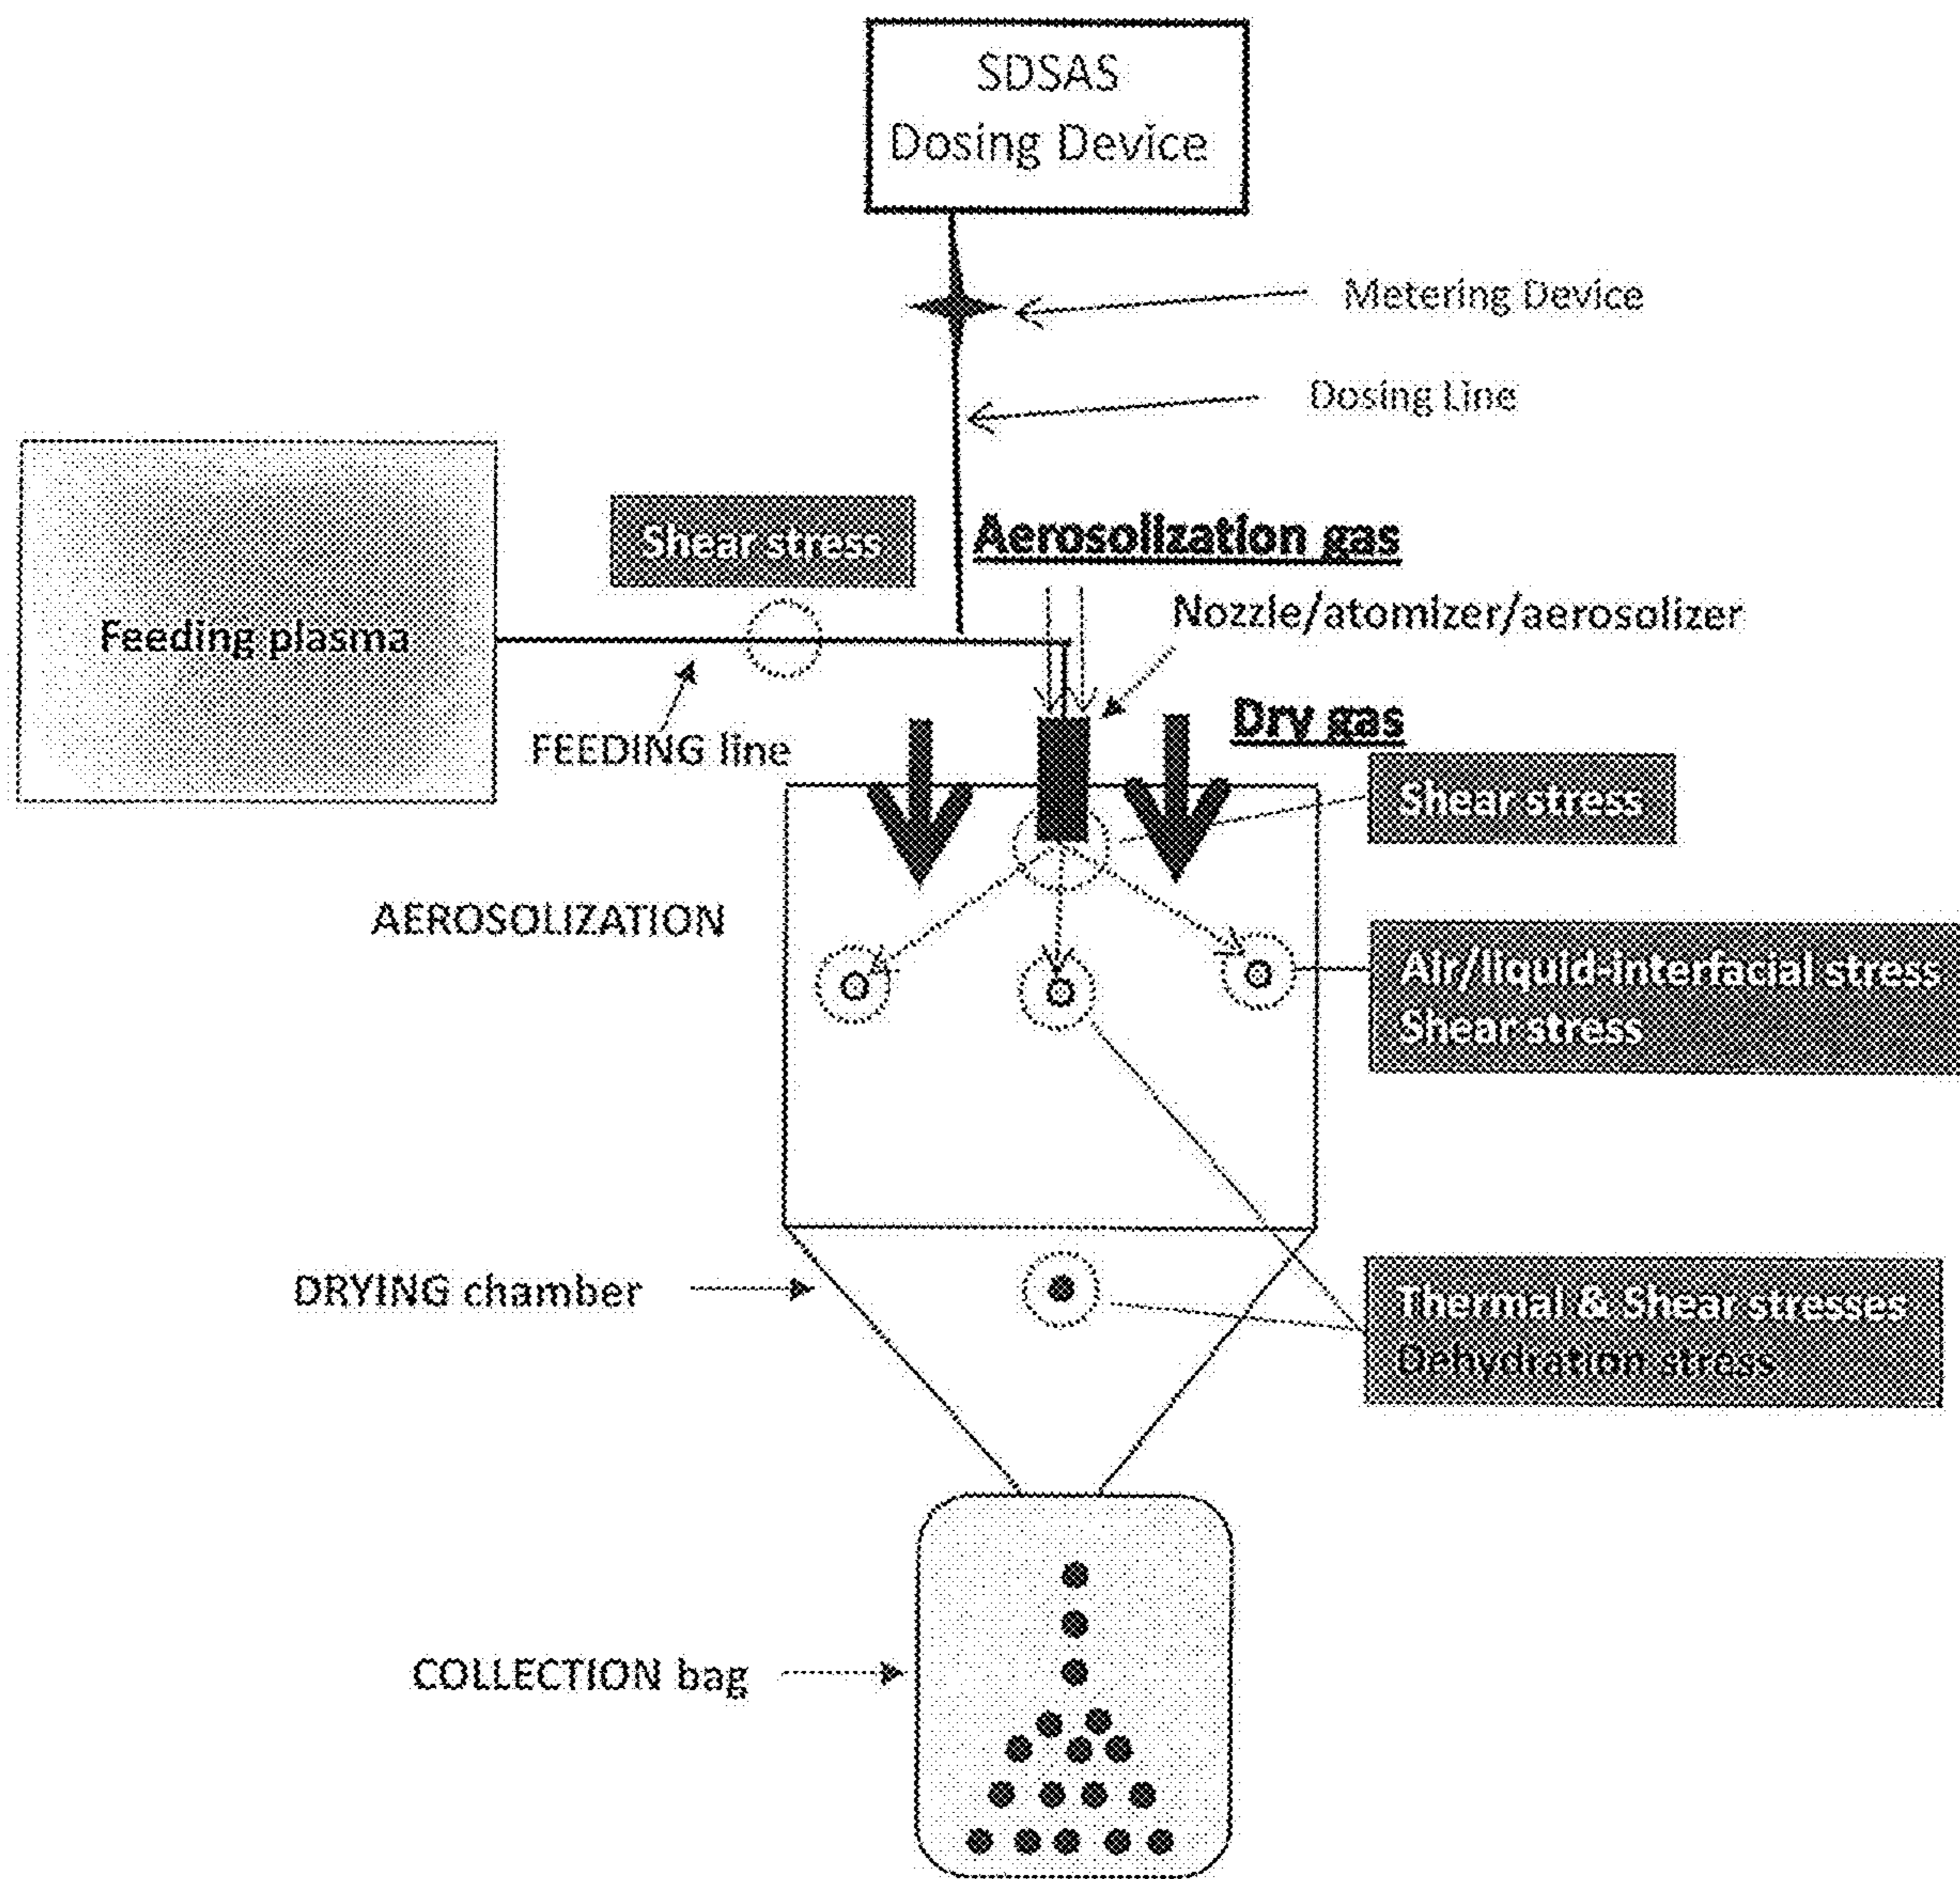 SDSAS
Dosing Device
Metering Device
Dosing Line
Shear stress
Aerosolization gas
Nozzle/atomizer/aerosolizer
Feeding plasma
FEEDING line
Dry gas
Shear stress
AEROSOLIZATION
Air/liquid-interfacial stress
Shear stress
DRYING chamber
Thermal & Shear stresses
Dehydration stress
COLLECTION bag